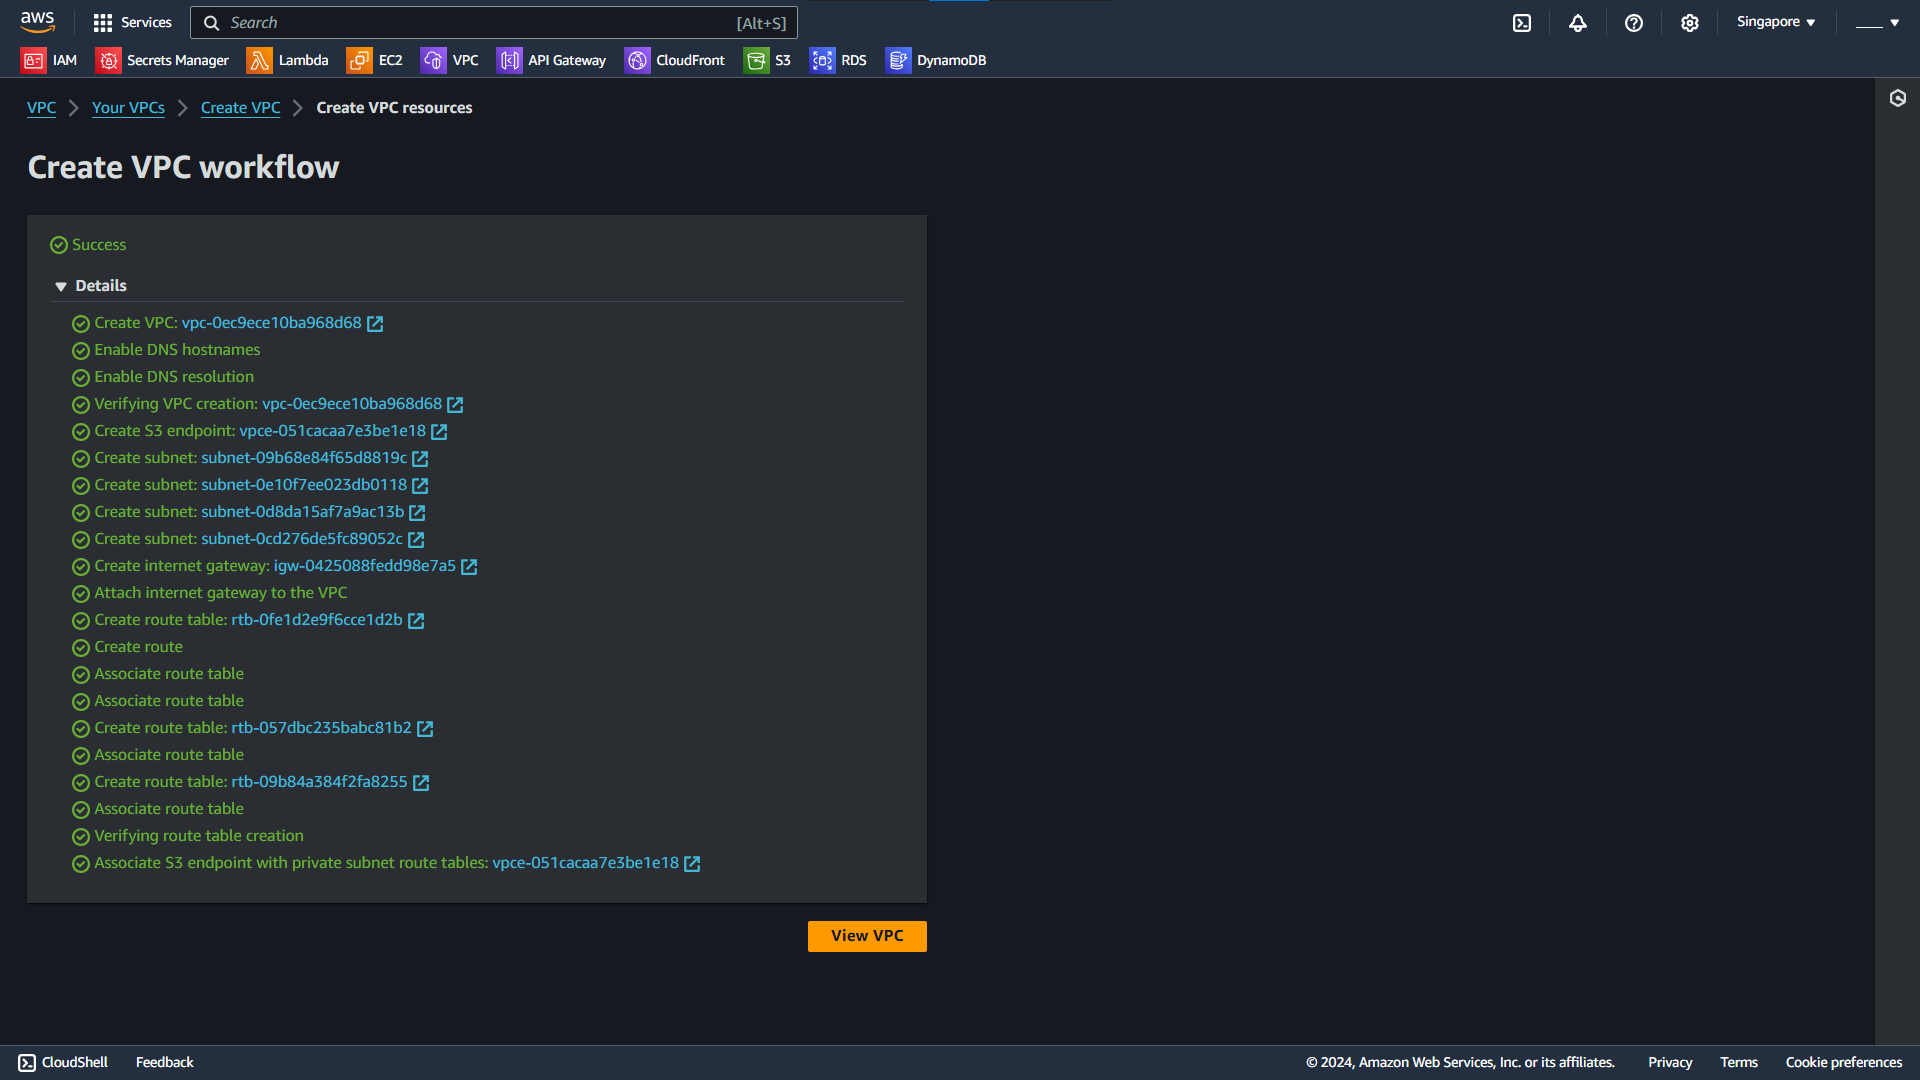 aws Services Search [Alt+S] Singapore
IAM Secrets Manager Lambda EC2 VPC API Gateway CloudFront S3 RDS DynamoDB
VPC Your VPCs Create VPC Create VPC resources
Create VPC workflow
Success
Details
Create VPC: vpc-0ec9ece10ba968d68
Enable DNS hostnames
Enable DNS resolution
Verifying VPC creation: vpc-0ec9ece10ba968d68
Create S3 endpoint: vpce-051cacaa7e3be1e18
Create subnet: subnet-09b68e84f65d8819c
Create subnet: subnet-0e10f7ee023db0118
Create subnet: subnet-0d8da15af7a9ac13b
Create subnet: subnet-0cd276de5fc89052c
Create internet gateway: igw-0425088fedd98e7a5
Attach internet gateway to the VPC
Create route table: rtb-0fe1d2e9f6cce1d2b
Create route
Associate route table
Associate route table
Create route table: rtb-057dbc235babc81b2
Associate route table
Create route table: rtb-09b84a384f2fa8255
Associate route table
Verifying route table creation
Associate S3 endpoint with private subnet route tables: vpce-051cacaa7e3be1e18
View VPC
CloudShell Feedback © 2024, Amazon Web Services, Inc. or its affiliates. Privacy Terms Cookie preferences